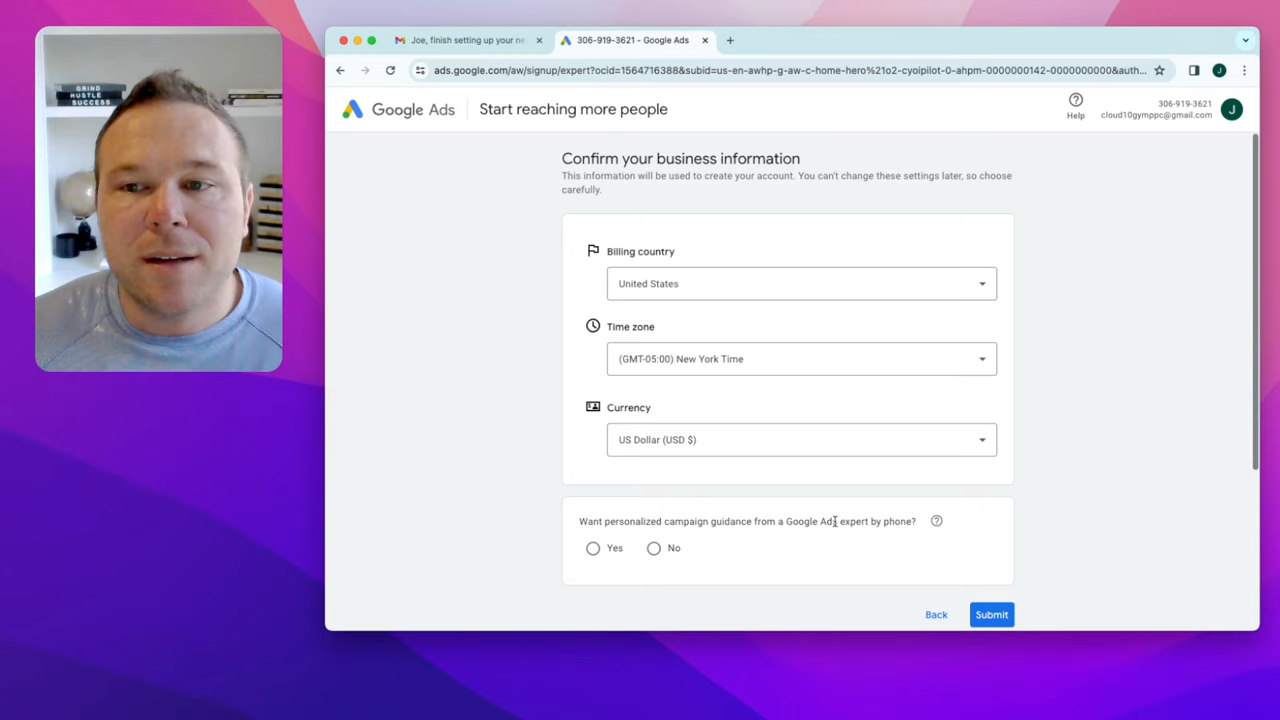 GRIND
HUSTLE
SUCCESS
Joe, finish setting up your ne
306-919-3621 - Google Ads
ads.google.com/aw/signup/expert?ocid=1564716388&subid=us-en-awhp-g-aw-c-home-hero%21o2-cyoipilot-0-ahpm-0000000142-0000000000&auth...
J
Google Ads
Start reaching more people
Help
306-919-3621
cloud10gymppc@gmail.com
J
Confirm your business information
This information will be used to create your account. You can't change these settings later, so choose
carefully.
Billing country
United States
Time zone
(GMT-05:00) New York Time
Currency
US Dollar (USD $)
Want personalized campaign guidance from a Google Ads expert by phone?
Yes
No
Back
Submit